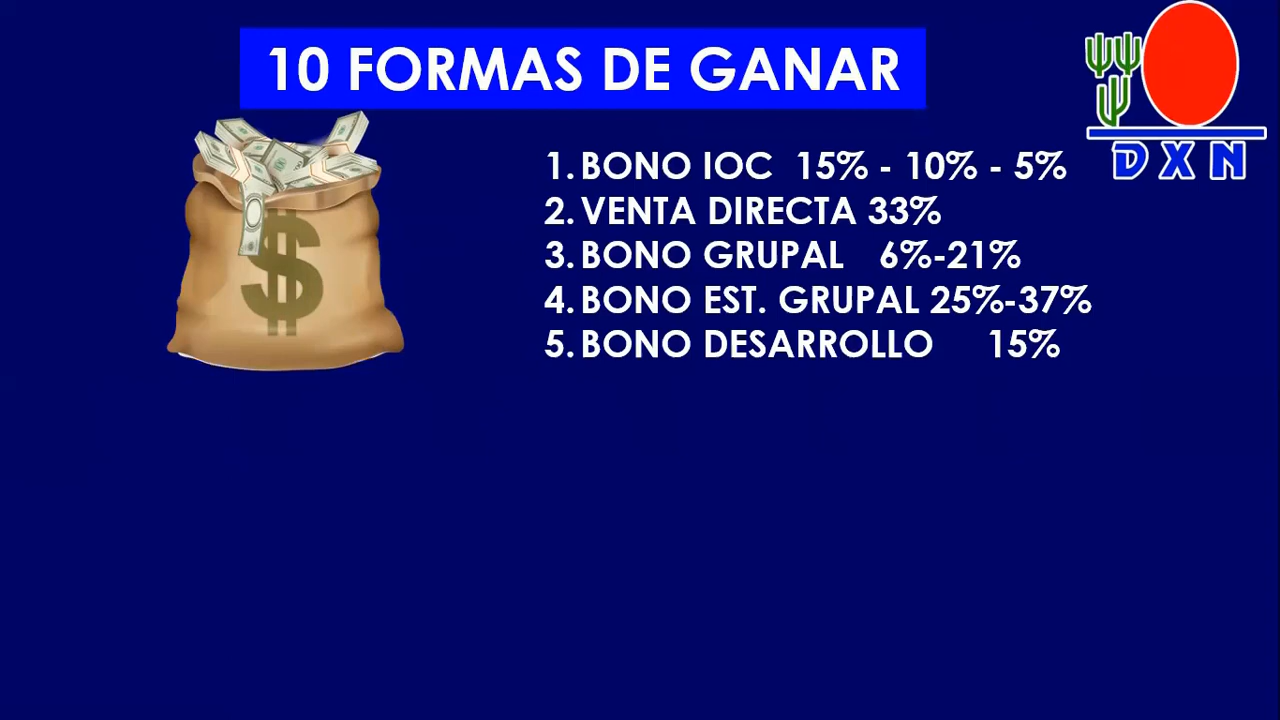 10 FORMAS DE GANAR
DXN
1. BONO IOC 15% - 10% - 5%
2. VENTA DIRECTA 33%
3. BONO GRUPAL 6%-21%
4. BONO EST. GRUPAL 25%-37%
5. BONO DESARROLLO 15%
$